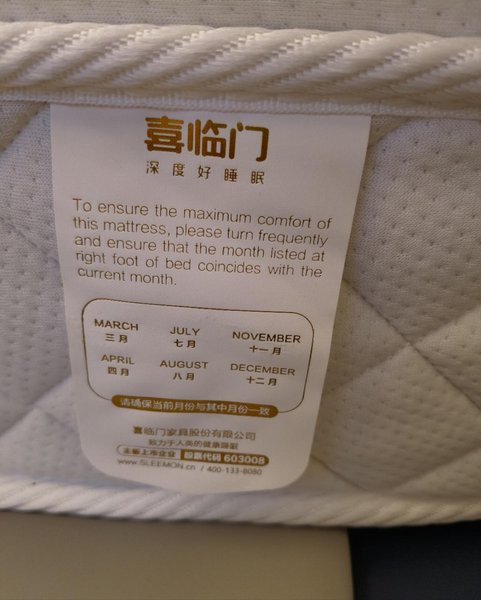 喜临门
深度好睡眠
To ensure the maximum comfort of
this mattress, please turn frequently
and ensure that the month listed at
right foot of bed coincides with the
current month.
MARCH JULY NOVEMBER
三月 七月 十一月
APRIL AUGUST DECEMBER
四月 八月 十二月
请确保当前月份与其中月份一致
喜临门家具股份有限公司
致力于人类的健康睡眠
主板上市企业 股票代码 603008
www.SLEEMON.cn / 400-133-8080